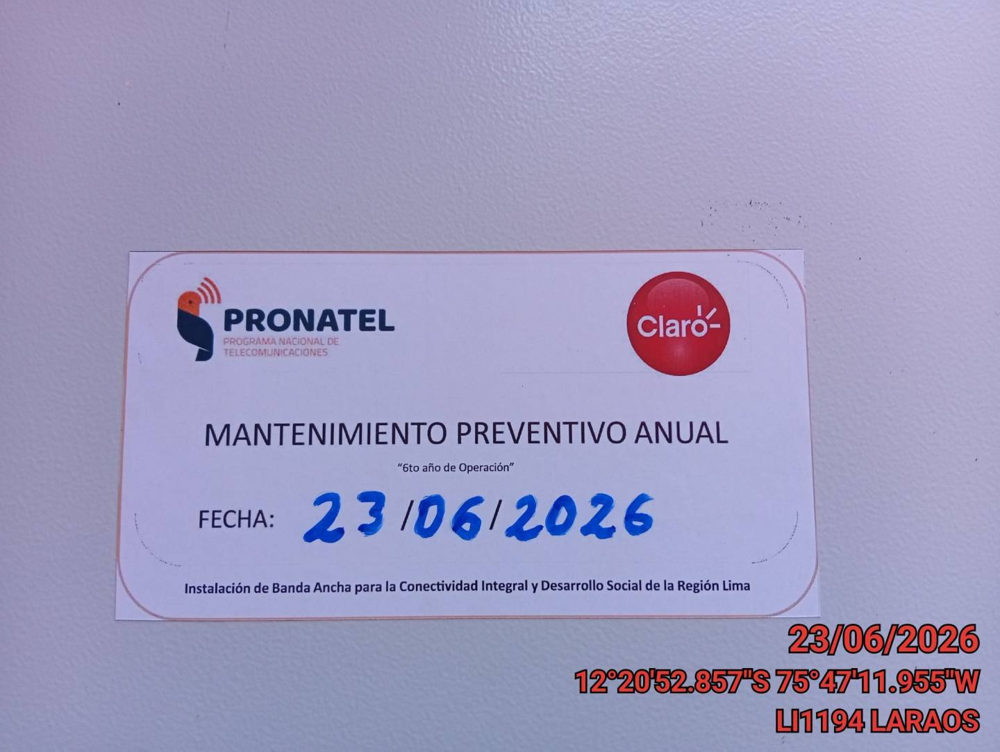 PRONATEL
PROGRAMA NACIONAL DE
TELECOMUNICACIONES
Claro
MANTENIMIENTO PREVENTIVO ANUAL
“6to año de Operación”
FECHA: 23/06/2026
Instalación de Banda Ancha para la Conectividad Integral y Desarrollo Social de la Región Lima
23/06/2026
12°20'52.857"S 75°47'11.955"W
LI1194 LARAOS